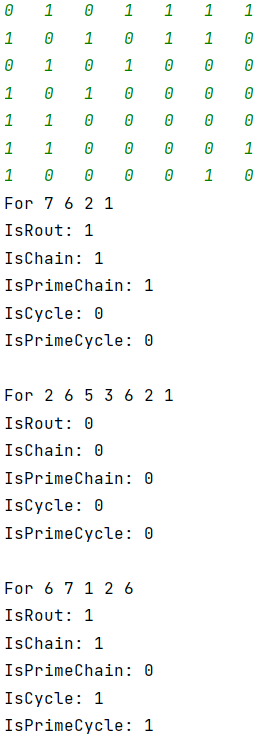 0 1 0 1 1 1 1
1 0 1 0 1 1 0
0 1 0 1 0 0 0
1 0 1 0 0 0 0
1 1 0 0 0 0 0
1 1 0 0 0 0 1
1 0 0 0 0 1 0
For 7 6 2 1
IsRout: 1
IsChain: 1
IsPrimeChain: 1
IsCycle: 0
IsPrimeCycle: 0
For 2 6 5 3 6 2 1
IsRout: 0
IsChain: 0
IsPrimeChain: 0
IsCycle: 0
IsPrimeCycle: 0
For 6 7 1 2 6
IsRout: 1
IsChain: 1
IsPrimeChain: 0
IsCycle: 1
IsPrimeCycle: 1